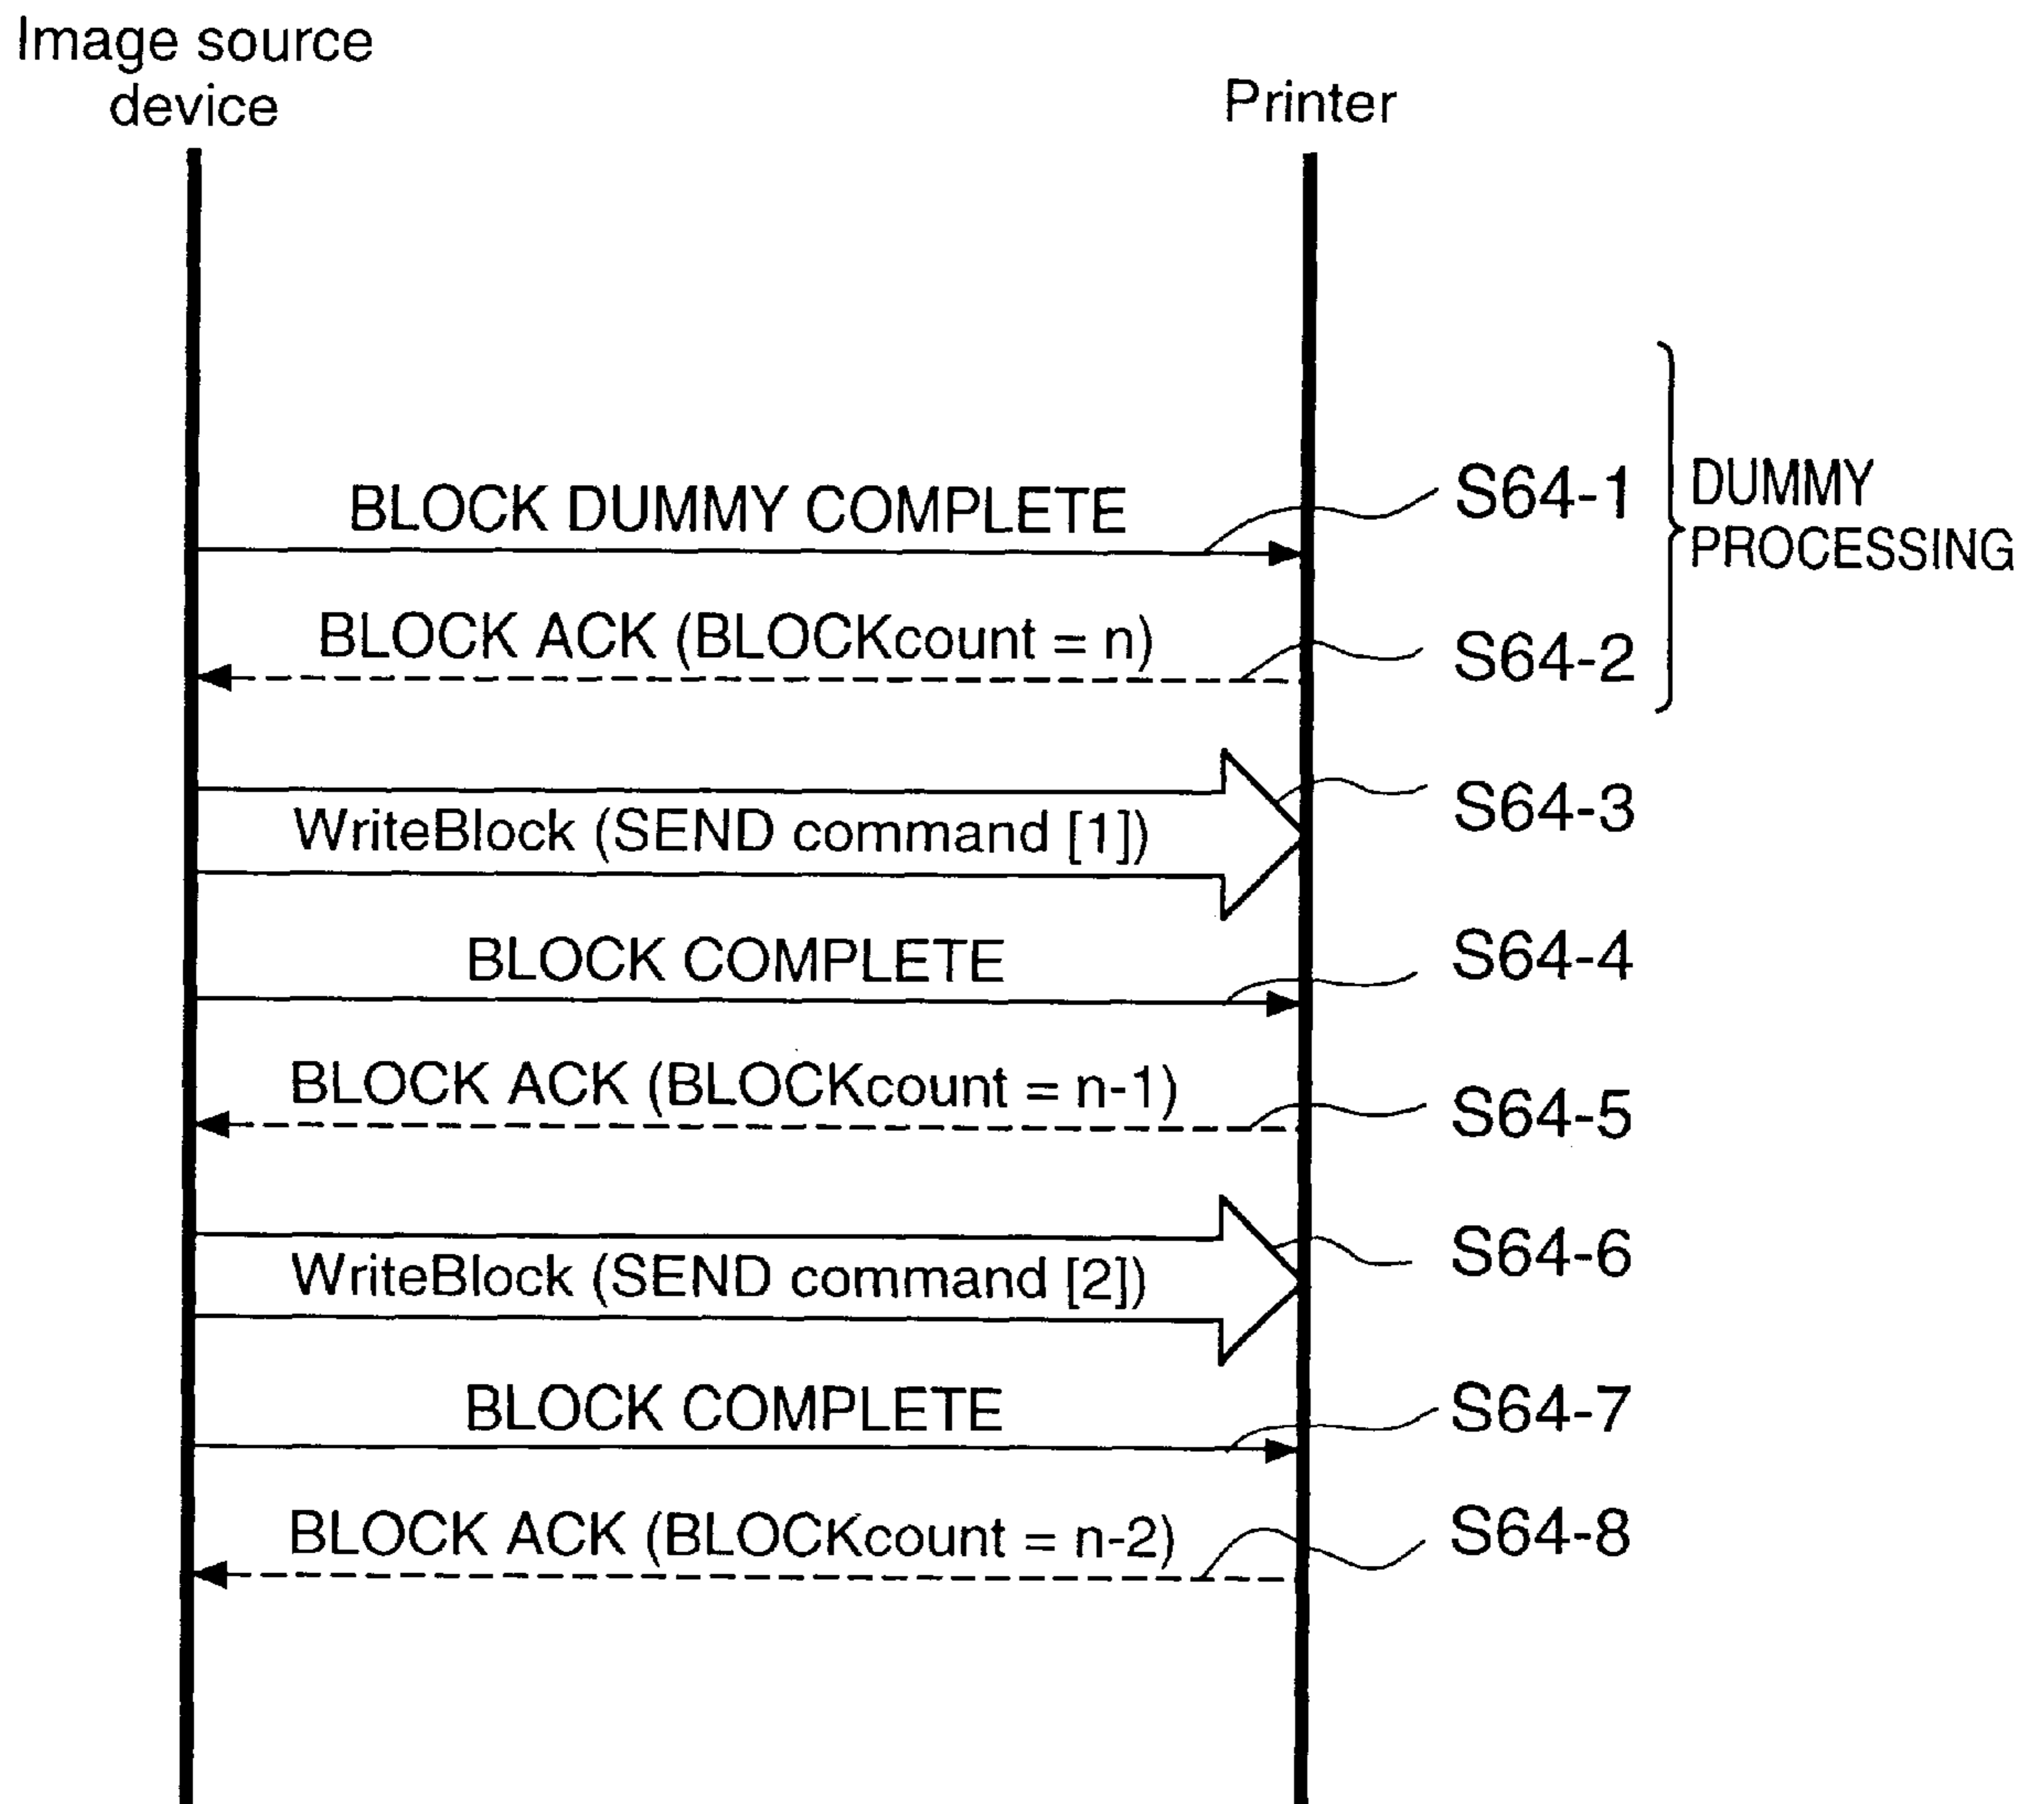 Image source
device
Printer
BLOCK DUMMY COMPLETE
S64-1
DUMMY
PROCESSING
BLOCK ACK (BLOCKcount = n)
S64-2
WriteBlock (SEND command [1])
S64-3
BLOCK COMPLETE
S64-4
BLOCK ACK (BLOCKcount = n-1)
S64-5
WriteBlock (SEND command [2])
S64-6
BLOCK COMPLETE
S64-7
BLOCK ACK (BLOCKcount = n-2)
S64-8